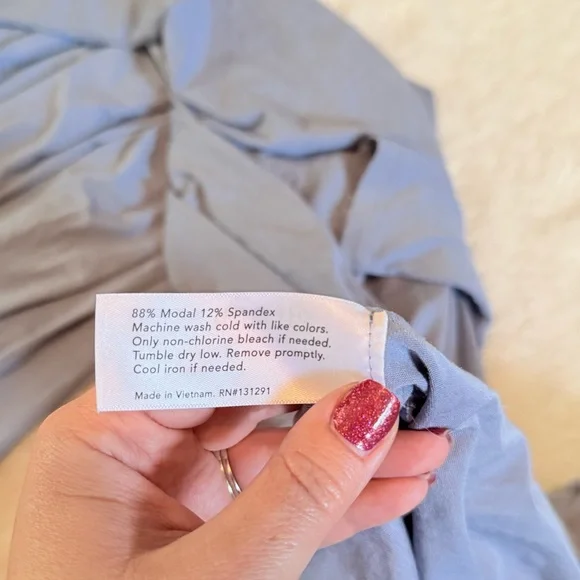 88% Modal 12% Spandex
Machine wash cold with like colors.
Only non-chlorine bleach if needed.
Tumble dry low. Remove promptly.
Cool iron if needed.
Made in Vietnam. RN#131291